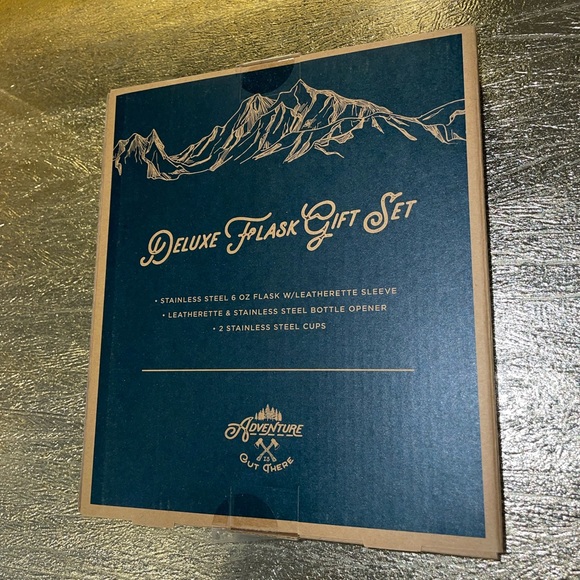 Deluxe Flask Gift Set
• STAINLESS STEEL 6 OZ FLASK W/LEATHERETTE SLEEVE
• LEATHERETTE & STAINLESS STEEL BOTTLE OPENER
• 2 STAINLESS STEEL CUPS
Adventure
IS
Out There